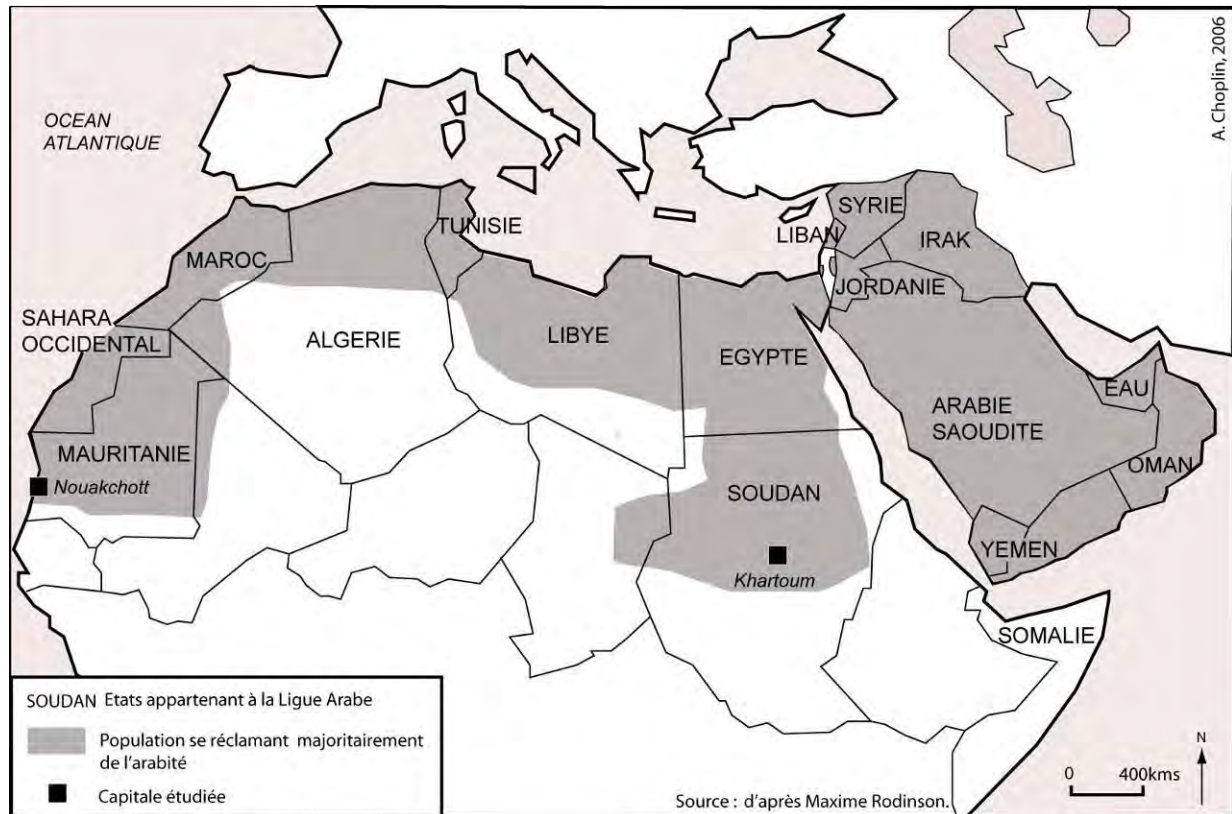 A. Choplin, 2006
OCEAN
ATLANTIQUE
SYRIE
LIBAN
IRAK
TUNISIE
MAROC
JORDANIE
SAHARA
OCCIDENTAL
ALGERIE
LIBYE
EGYPTE
EAU
ARABIE
SAOUDITE
MAURITANIE
OMAN
Nouakchott
SOUDAN
YEMEN
Khartoum
SOMALIE
SOUDAN Etats appartenant à la Ligue Arabe
Population se réclamant majoritairement
de l'arabité
Capitale étudiée
Source : d'après Maxime Rodinson.
0 400kms
N